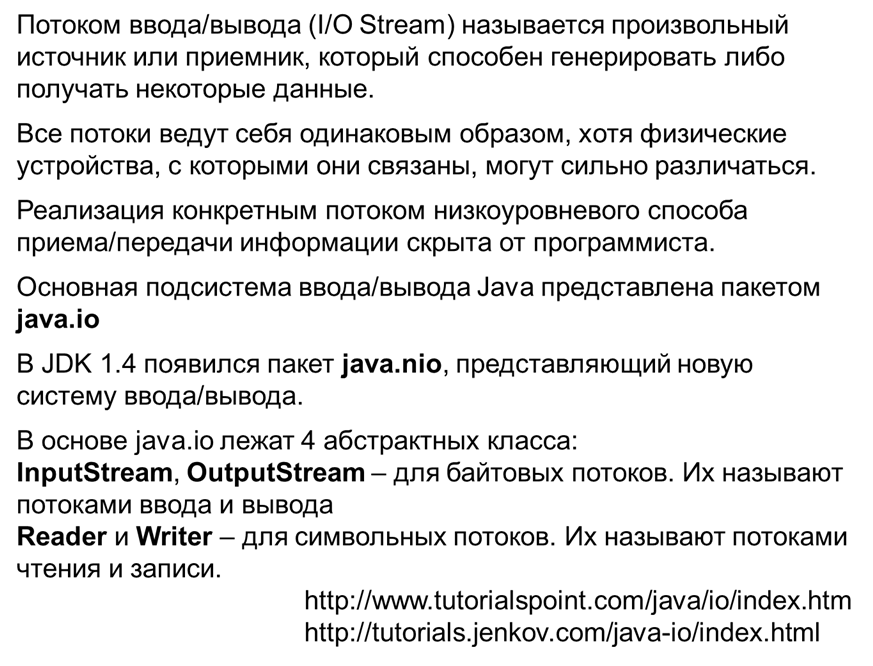 Потоком ввода/вывода (I/O Stream) называется произвольный
источник или приемник, который способен генерировать либо
получать некоторые данные.
Все потоки ведут себя одинаковым образом, хотя физические
устройства, с которыми они связаны, могут сильно различаться.
Реализация конкретным потоком низкоуровневого способа
приема/передачи информации скрыта от программиста.
Основная подсистема ввода/вывода Java представлена пакетом
java.io
В JDK 1.4 появился пакет java.nio, представляющий новую
систему ввода/вывода.
В основе java.io лежат 4 абстрактных класса:
InputStream, OutputStream – для байтовых потоков. Их называют
потоками ввода и вывода
Reader и Writer – для символьных потоков. Их называют потоками
чтения и записи.
http://www.tutorialspoint.com/java/io/index.htm
http://tutorials.jenkov.com/java-io/index.html